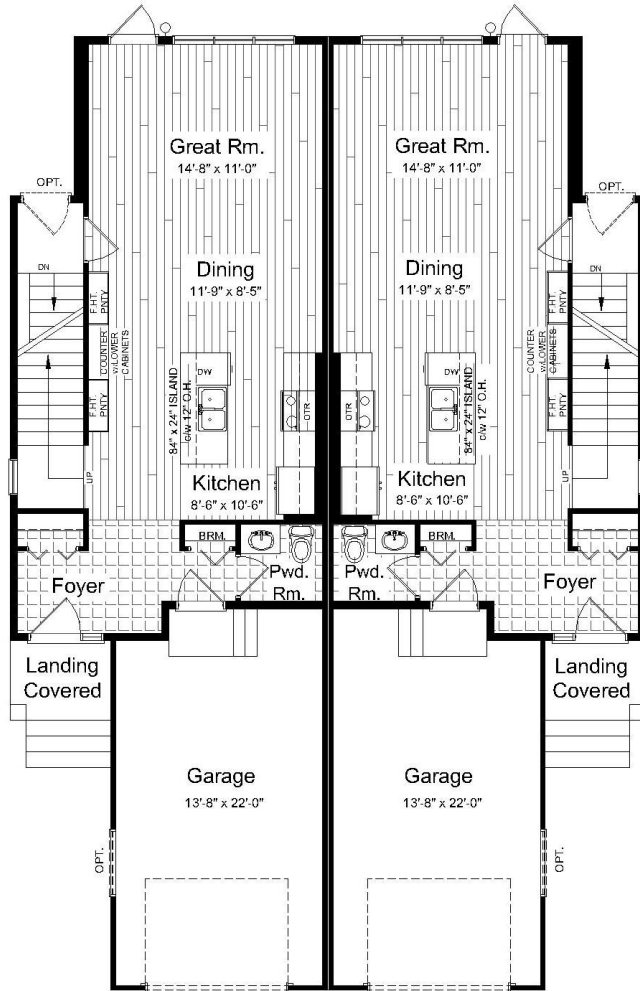 Great Rm.
14'-8" x 11'-0"
Great Rm.
14'-8" x 11'-0"
OPT.
OPT.
DN
DN
Dining
11'-9" x 8'-5"
Dining
11'-9" x 8'-5"
F.HT.
PNTY
COUNTER
w/LOWER
CABINETS
F.HT.
PNTY
84" x 24" ISLAND
c/w 12" O.H.
DW
OTR
OTR
DW
84" x 24" ISLAND
c/w 12" O.H.
F.HT.
PNTY
COUNTER
w/LOWER
CABINETS
F.HT.
PNTY
UP
UP
Kitchen
8'-6" x 10'-6"
Kitchen
8'-6" x 10'-6"
BRM.
BRM.
Foyer
Pwd.
Rm.
Pwd.
Rm.
Foyer
Landing
Covered
Landing
Covered
Garage
13'-8" x 22'-0"
Garage
13'-8" x 22'-0"
OPT.
OPT.